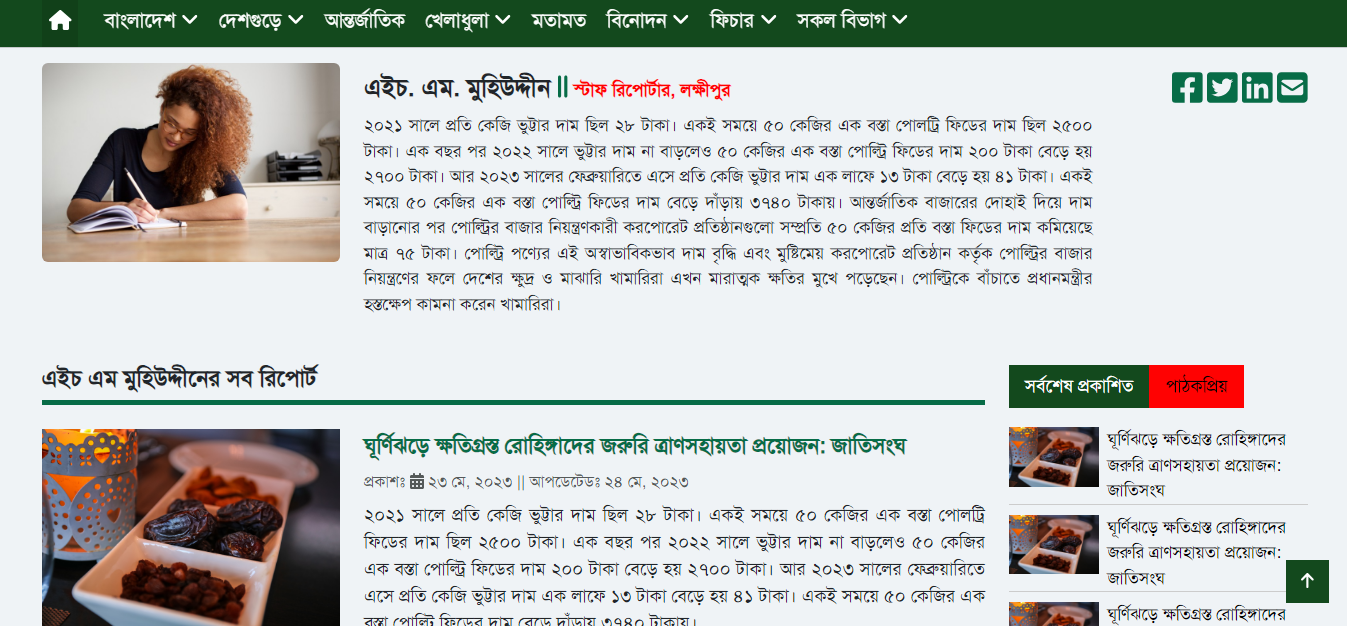 বাংলাদেশ দেশগুড়ে আন্তর্জাতিক খেলাধুলা মতামত বিনোদন ফিচার সকল বিভাগ
এইচ. এম. মুহিউদ্দীন || স্টাফ রিপোর্টার, লক্ষীপুর
২০২১ সালে প্রতি কেজি ভুট্টার দাম ছিল ২৮ টাকা। একই সময়ে ৫০ কেজির এক বস্তা পোলট্রি ফিডের দাম ছিল ২৫০০
টাকা। এক বছর পর ২০২২ সালে ভুট্টার দাম না বাড়লেও ৫০ কেজির এক বস্তা পোল্ট্রি ফিডের দাম ২০০ টাকা বেড়ে হয়
২৭০০ টাকা। আর ২০২৩ সালের ফেব্রুয়ারিতে এসে প্রতি কেজি ভুট্টার দাম এক লাফে ১৩ টাকা বেড়ে হয় ৪১ টাকা। একই
সময়ে ৫০ কেজির এক বস্তা পোল্ট্রি ফিডের দাম বেড়ে দাঁড়ায় ৩৭৪০ টাকায়। আন্তর্জাতিক বাজারের দোহাই দিয়ে দাম
বাড়ানোর পর পোল্ট্রির বাজার নিয়ন্ত্রণকারী করপোরেট প্রতিষ্ঠানগুলো সম্প্রতি ৫০ কেজির প্রতি বস্তা ফিডের দাম কমিয়েছে
মাত্র ৭৫ টাকা। পোল্ট্রি পণ্যের এই অস্বাভাবিকভাব দাম বৃদ্ধি এবং মুষ্টিমেয় করপোরেট প্রতিষ্ঠান কর্তৃক পোল্ট্রির বাজার
নিয়ন্ত্রণের ফলে দেশের ক্ষুদ্র ও মাঝারি খামারিরা এখন মারাত্মক ক্ষতির মুখে পড়েছেন। পোল্ট্রিকে বাঁচাতে প্রধানমন্ত্রীর
হস্তক্ষেপ কামনা করেন খামারিরা।
এইচ এম মুহিউদ্দীনের সব রিপোর্ট
ঘূর্ণিঝড়ে ক্ষতিগ্রস্ত রোহিঙ্গাদের জরুরি ত্রাণসহায়তা প্রয়োজন: জাতিসংঘ
প্রকাশঃ ২৩ মে, ২০২৩ || আপডেটেডঃ ২৪ মে, ২০২৩
২০২১ সালে প্রতি কেজি ভুট্টার দাম ছিল ২৮ টাকা। একই সময়ে ৫০ কেজির এক বস্তা পোলট্রি
ফিডের দাম ছিল ২৫০০ টাকা। এক বছর পর ২০২২ সালে ভুট্টার দাম না বাড়লেও ৫০ কেজির
এক বস্তা পোল্ট্রি ফিডের দাম ২০০ টাকা বেড়ে হয় ২৭০০ টাকা। আর ২০২৩ সালের ফেব্রুয়ারিতে
এসে প্রতি কেজি ভুট্টার দাম এক লাফে ১৩ টাকা বেড়ে হয় ৪১ টাকা। একই সময়ে ৫০ কেজির এক
বস্তা পোল্ট্রি ফিডের দাম বেড়ে দাঁড়ায় ৩৭৪০ টাকায়।
সর্বশেষ প্রকাশিত পাঠকপ্রিয়
ঘূর্ণিঝড়ে ক্ষতিগ্রস্ত রোহিঙ্গাদের
জরুরি ত্রাণসহায়তা প্রয়োজন:
জাতিসংঘ
ঘূর্ণিঝড়ে ক্ষতিগ্রস্ত রোহিঙ্গাদের
জরুরি ত্রাণসহায়তা প্রয়োজন:
জাতিসংঘ
ঘূর্ণিঝড়ে ক্ষতিগ্রস্ত রোহিঙ্গাদের